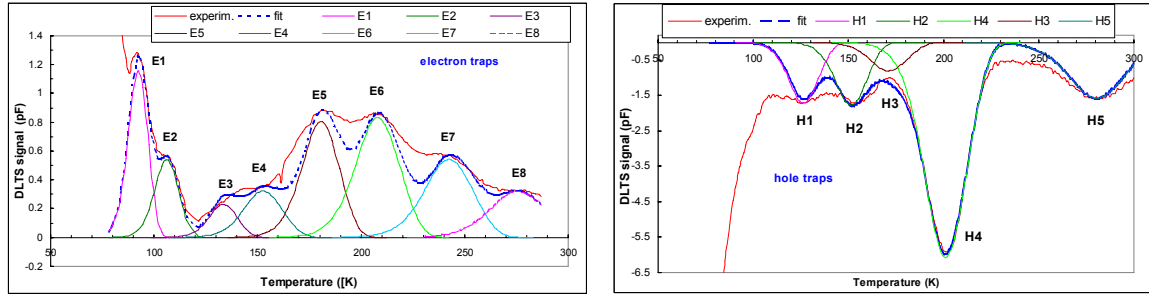 experim. fit E1 E2 E3
E5 E4 E6 E7 E8
1.4
1.2
1
0.8
0.6
0.4
0.2
0
-0.2
DLTS signal (pF)
E1
E2
E3
E4
E5
E6
E7
E8
electron traps
50 100 150 200 250 300
Temperature ([K)
experim. fit H1 H2 H4 H3 H5
50 100 150 200 250 300
-0.5
-1.5
-2.5
-3.5
-4.5
-5.5
-6.5
DLTS signal (pF)
H1
H2
H3
H4
H5
hole traps
Temperature (K)